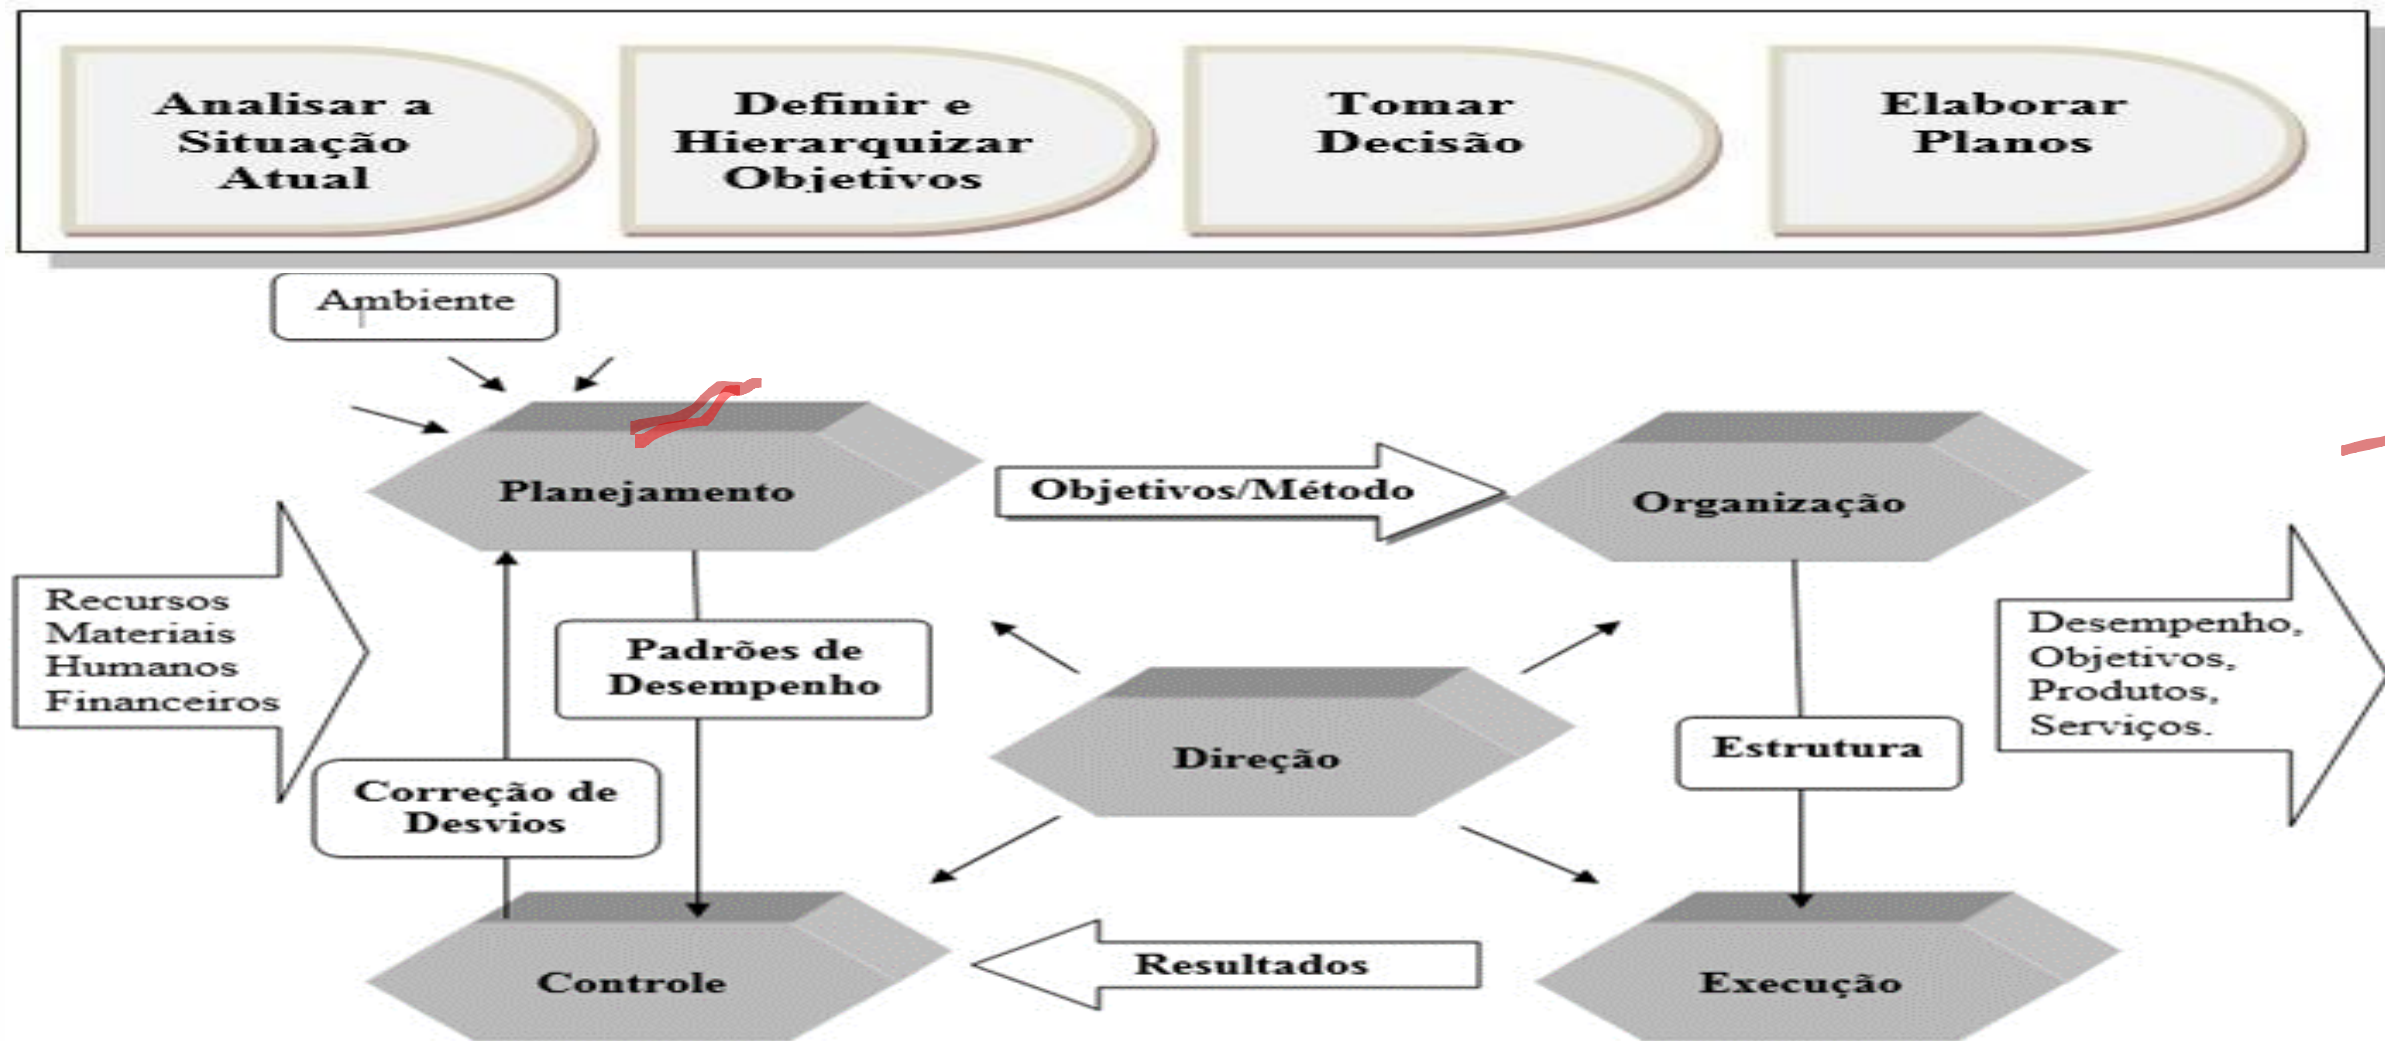 Analisar a
Situação
Atual
Definir e
Hierarquizar
Objetivos
Tomar
Decisão
Elaborar
Planos
Ambiente
Planejamento
Objetivos/Método
Organização
Recursos
Materiais
Humanos
Financeiros
Padrões de
Desempenho
Desempenho,
Objetivos,
Produtos,
Serviços.
Direção
Estrutura
Correção de
Desvios
Controle
Resultados
Execução